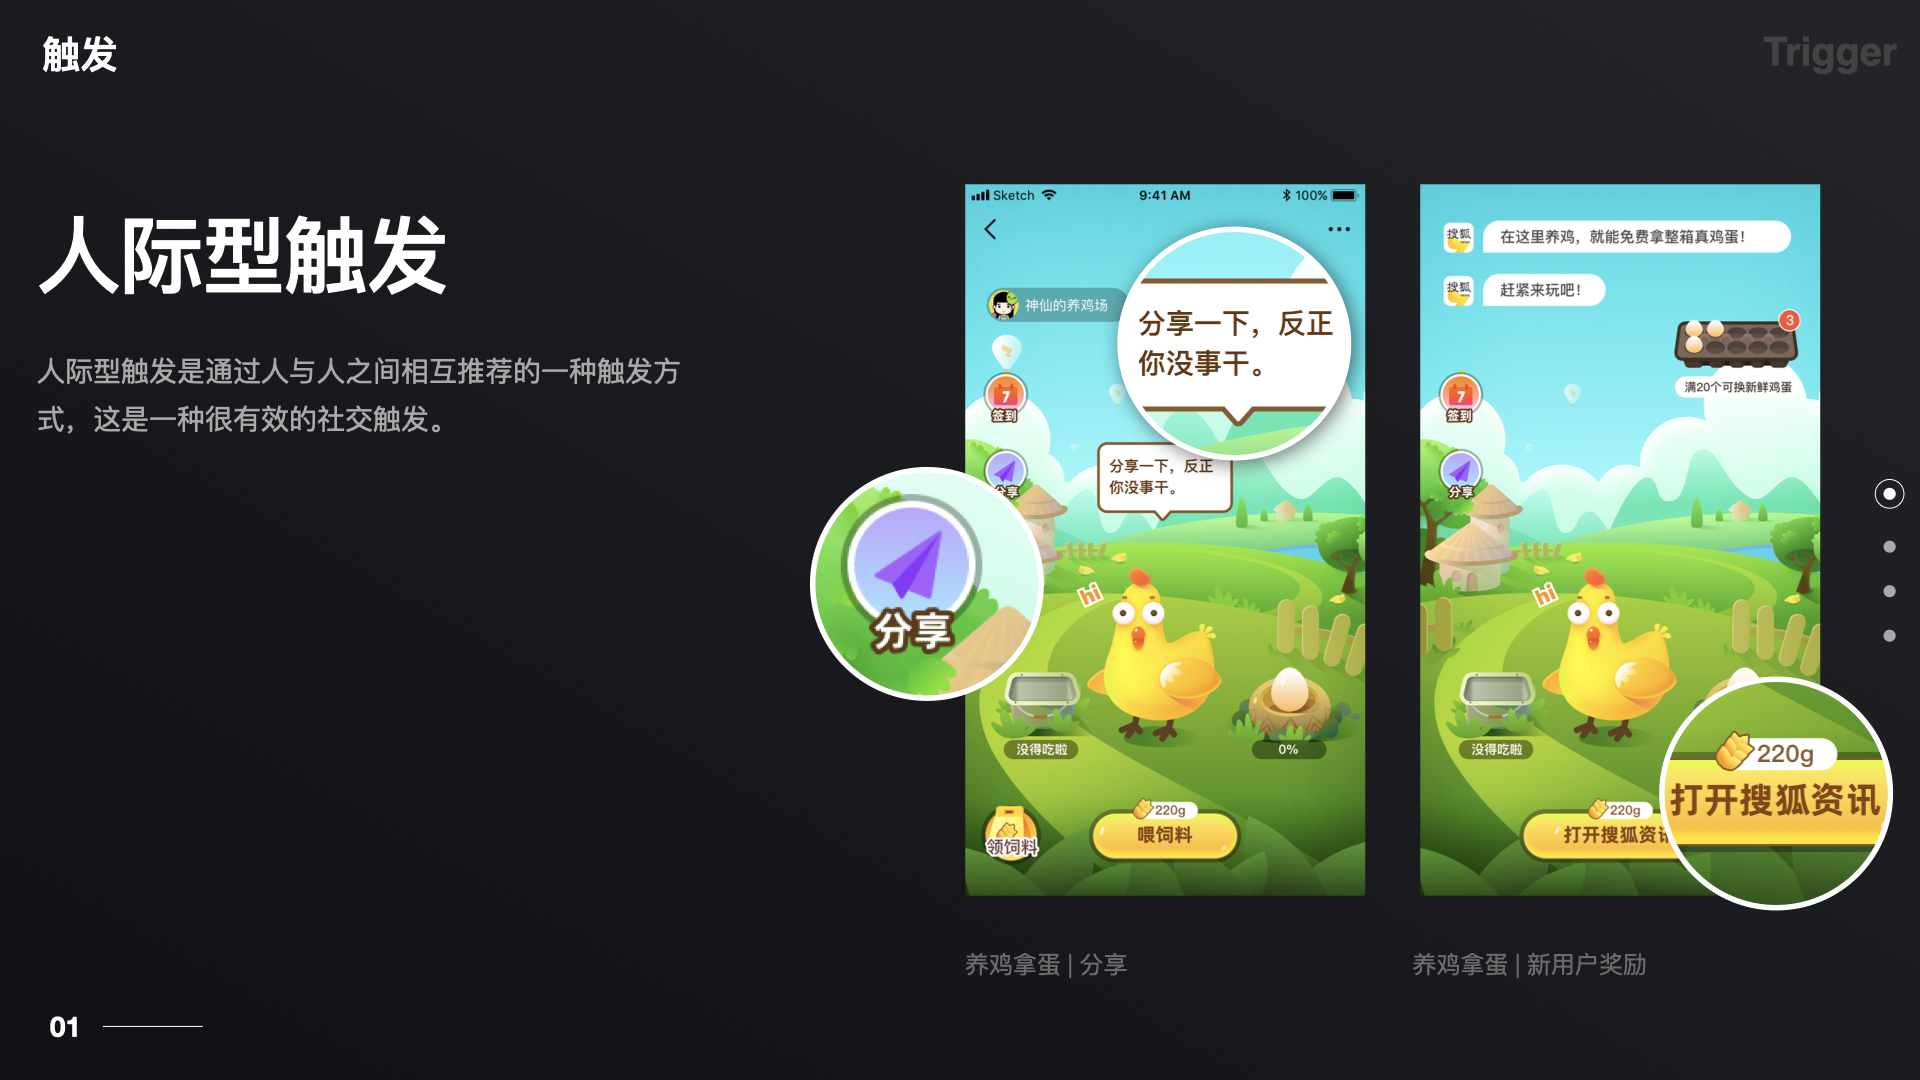 触发
Trigger
人际型触发
人际型触发是通过人与人之间相互推荐的一种触发方
式，这是一种很有效的社交触发。
Sketch
9:41 AM
100%
神仙的养鸡场
分享一下，反正
你没事干。
7
签到
分享
分享一下，反正
你没事干。
分享
hi
没得吃啦
0%
220g
喂饲料
领饲料
养鸡拿蛋 | 分享
搜狐
在这里养鸡，就能免费拿整箱真鸡蛋！
搜狐
赶紧来玩吧！
3
满20个可换新鲜鸡蛋
7
签到
分享
hi
没得吃啦
220g
打开搜狐资讯
220g
打开搜狐资讯
养鸡拿蛋 | 新用户奖励
01